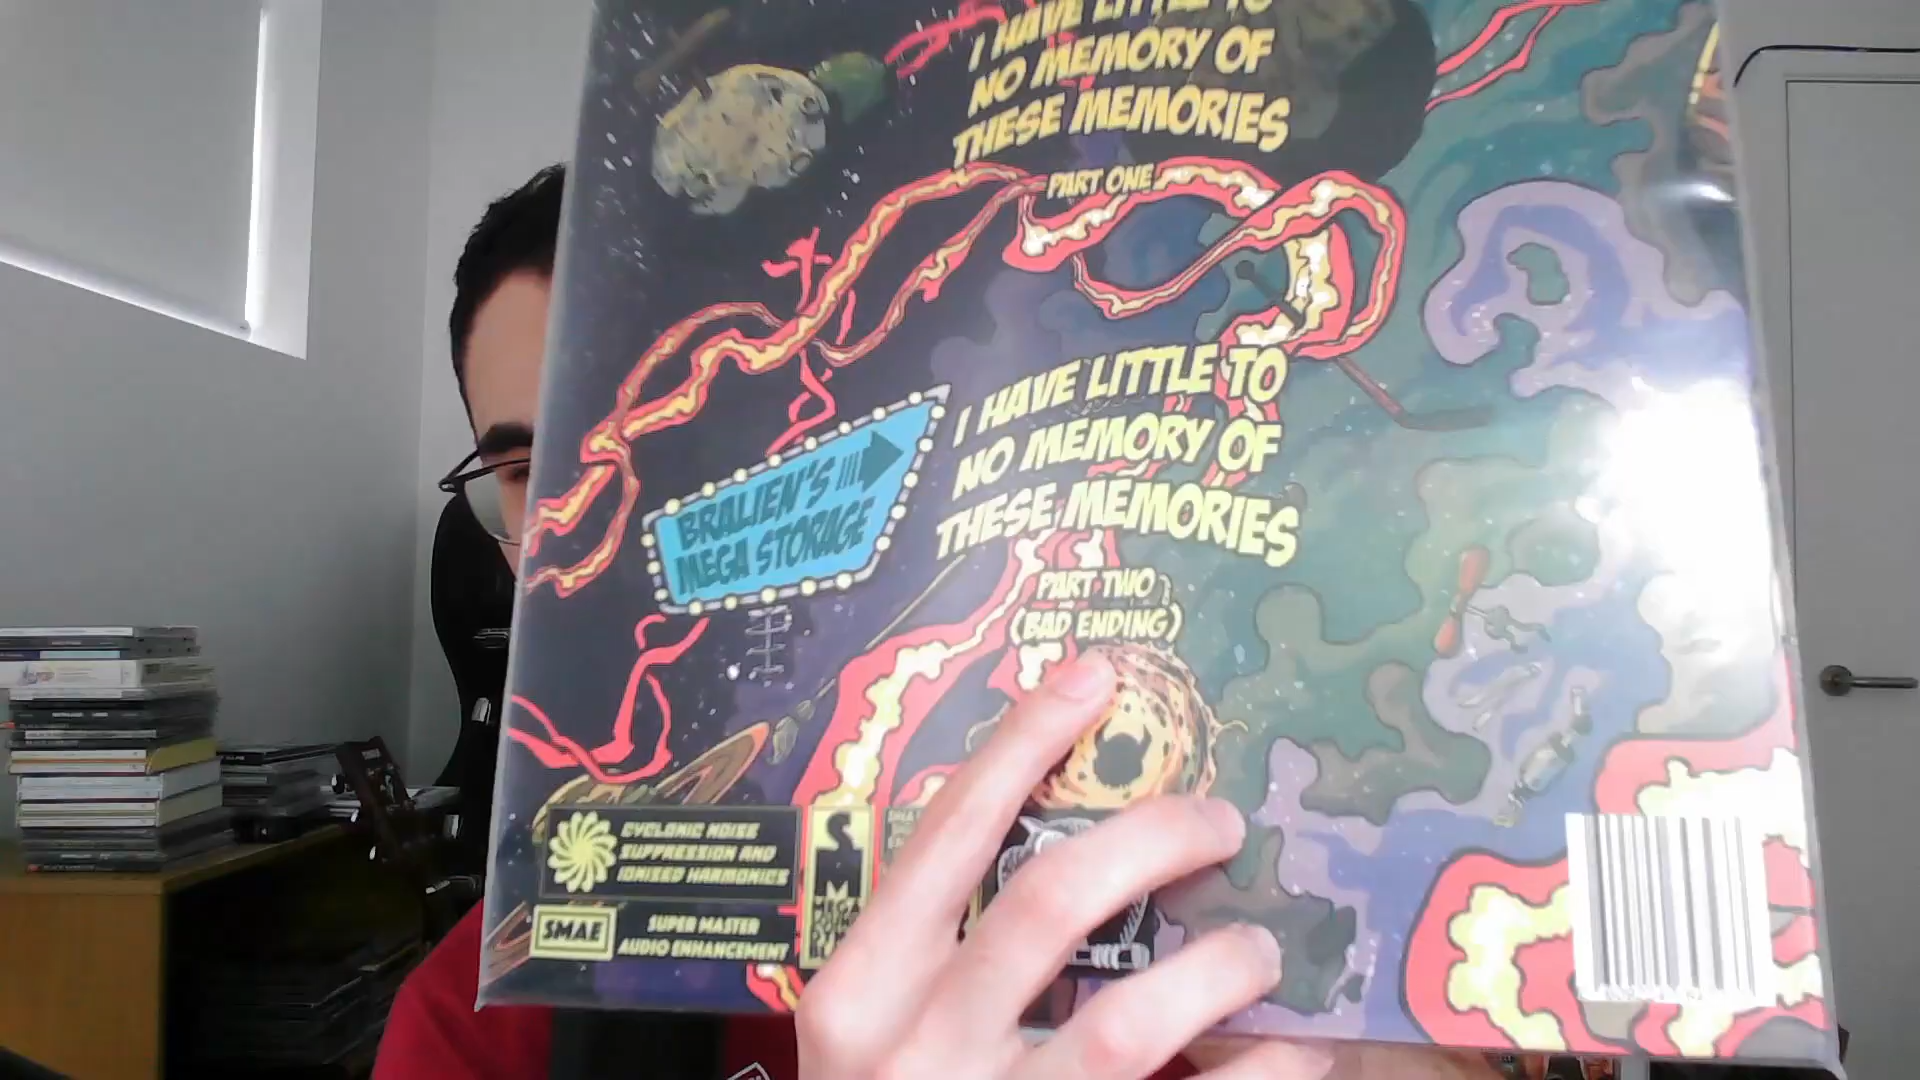 I HAVE LITTLE TO
NO MEMORY OF
THESE MEMORIES
PART ONE
I HAVE LITTLE TO
NO MEMORY OF
THESE MEMORIES
PART TWO
(BAD ENDING)
BRALIEN'S
MEGA STORAGE
CYCLONIC NOISE
SUPPRESSION AND
IONISED HARMONICS
SMAE
SUPER MASTER
AUDIO ENHANCEMENT
S
M
MEGA